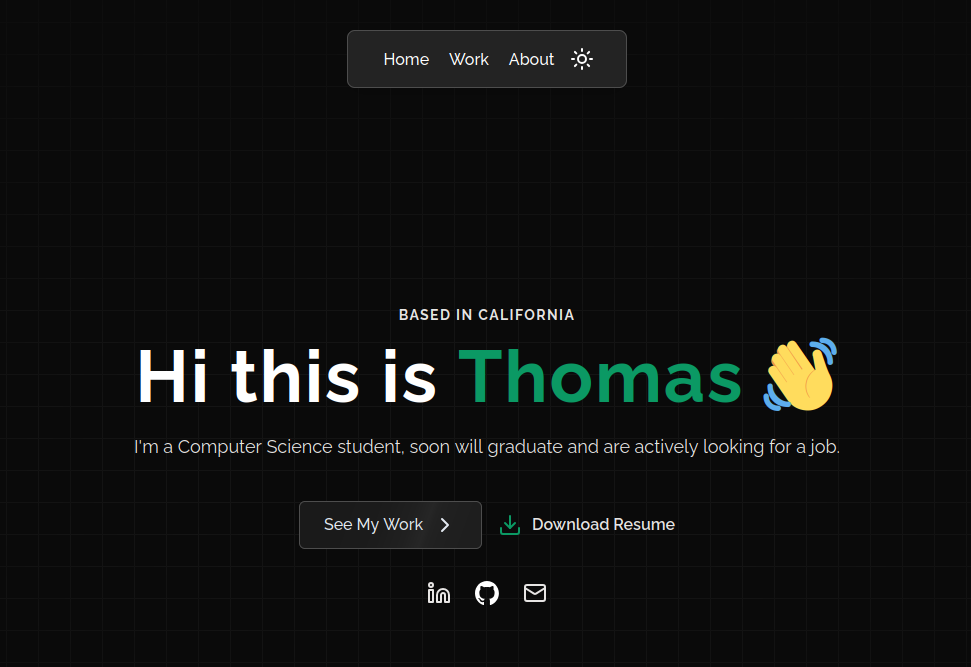 Home Work About
BASED IN CALIFORNIA
Hi this is Thomas 👋
I'm a Computer Science student, soon will graduate and are actively looking for a job.
See My Work
Download Resume